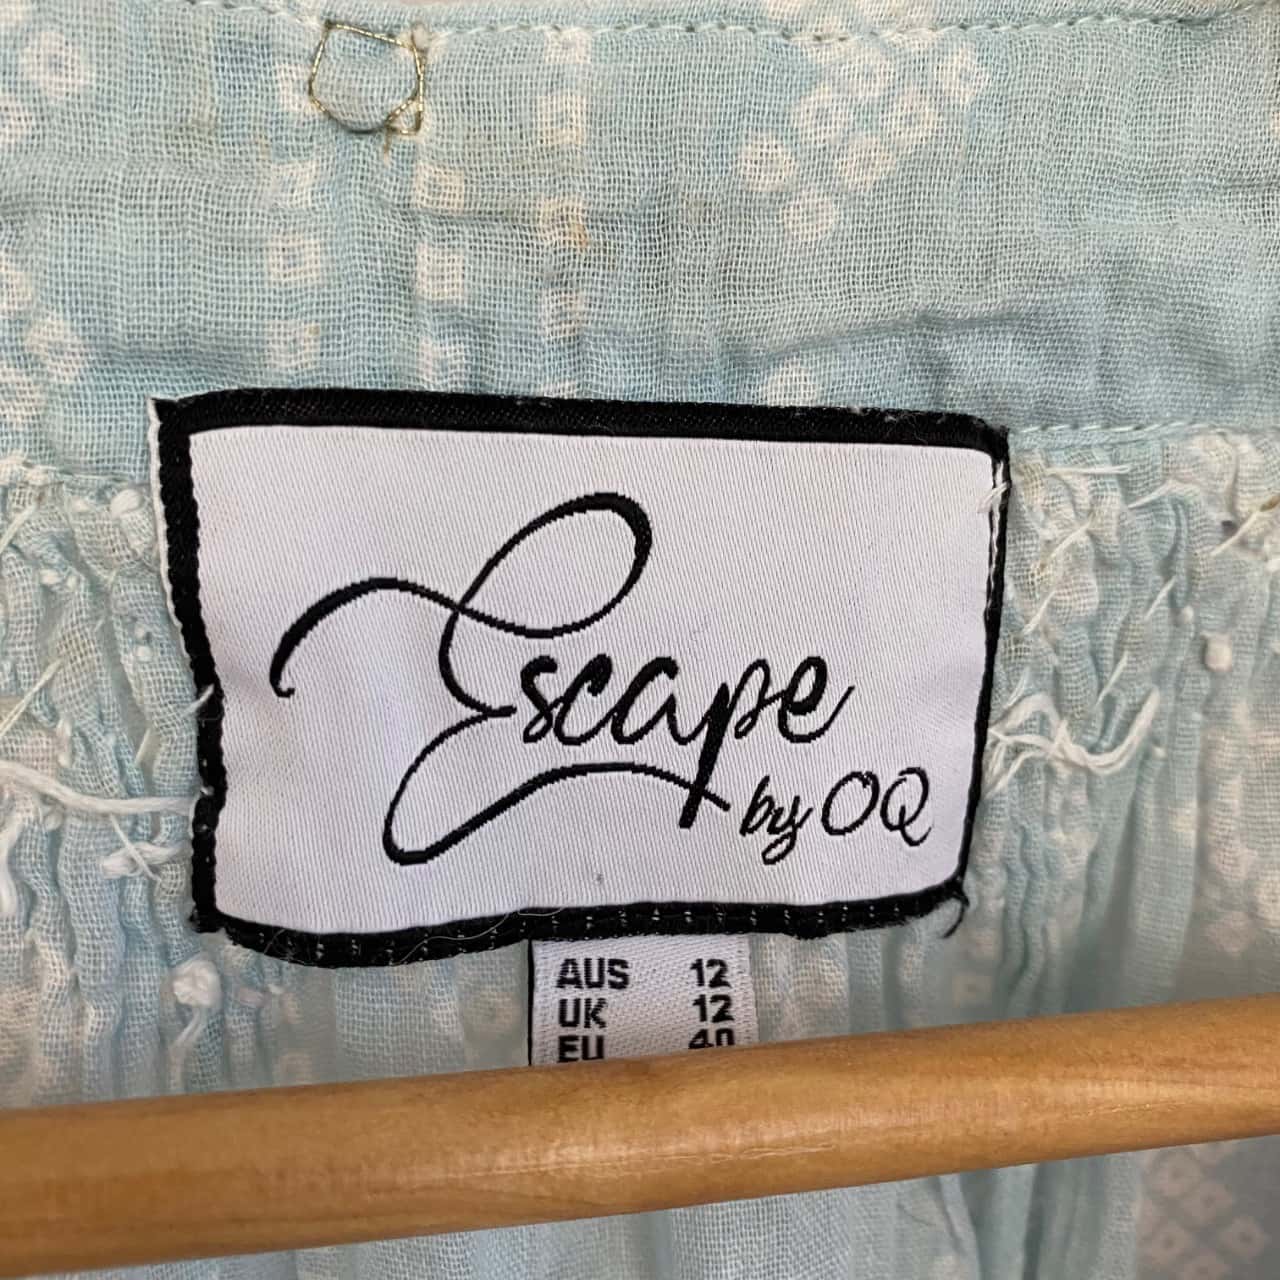 Escape
by OQ
AUS 12
UK 12
EU 40